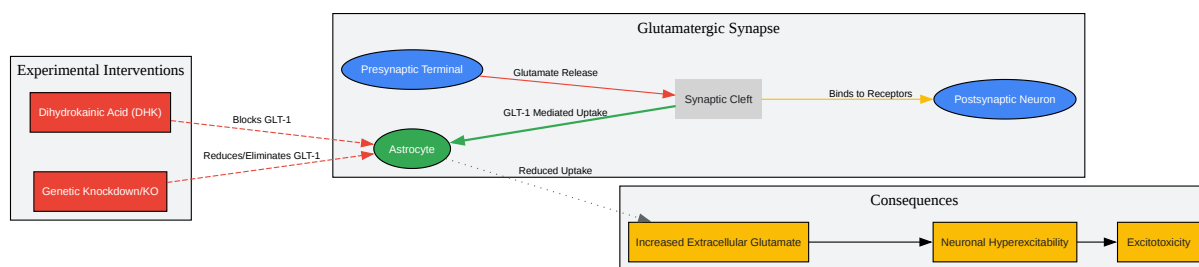 Experimental Interventions
Dihydrokainic Acid (DHK)
Genetic Knockdown/KO
Blocks GLT-1
Reduces/Eliminates GLT-1
Glutamatergic Synapse
Presynaptic Terminal
Glutamate Release
Synaptic Cleft
Binds to Receptors
Postsynaptic Neuron
GLT-1 Mediated Uptake
Astrocyte
Reduced Uptake
Consequences
Increased Extracellular Glutamate
Neuronal Hyperexcitability
Excitotoxicity